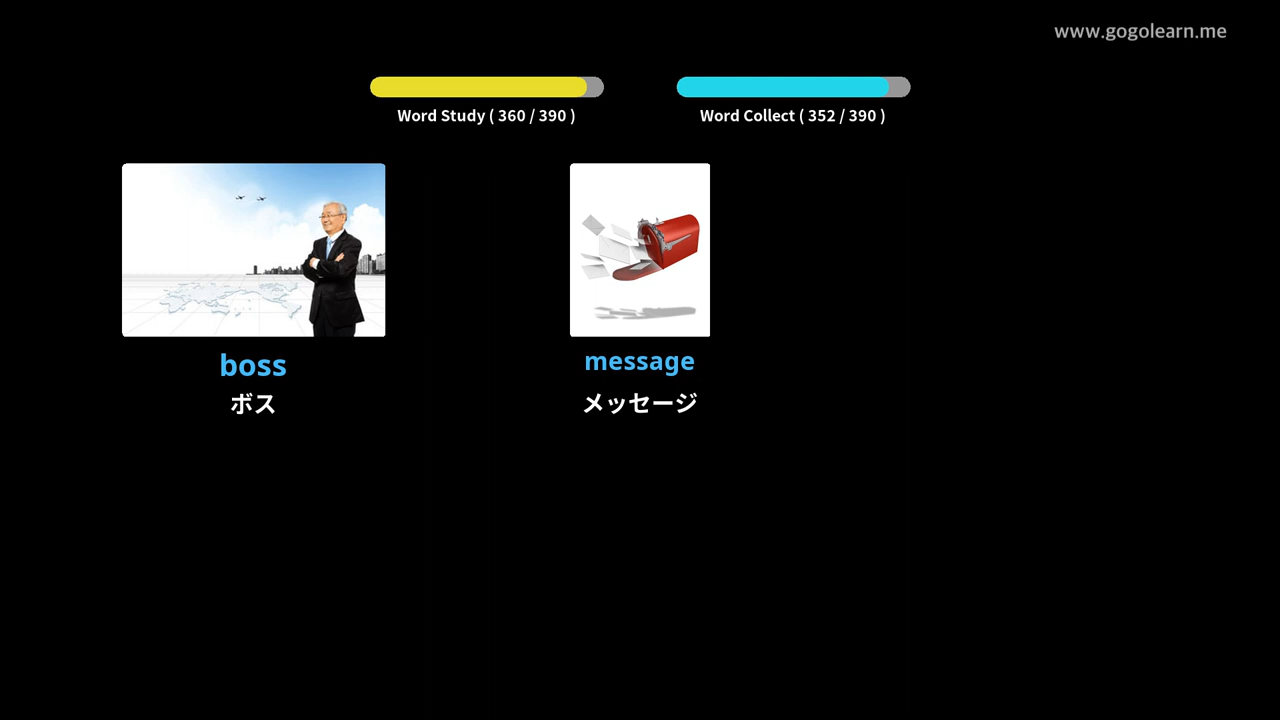 www.gogolearn.me
Word Study ( 360 / 390 )
Word Collect ( 352 / 390 )
boss
ボス
message
メッセージ